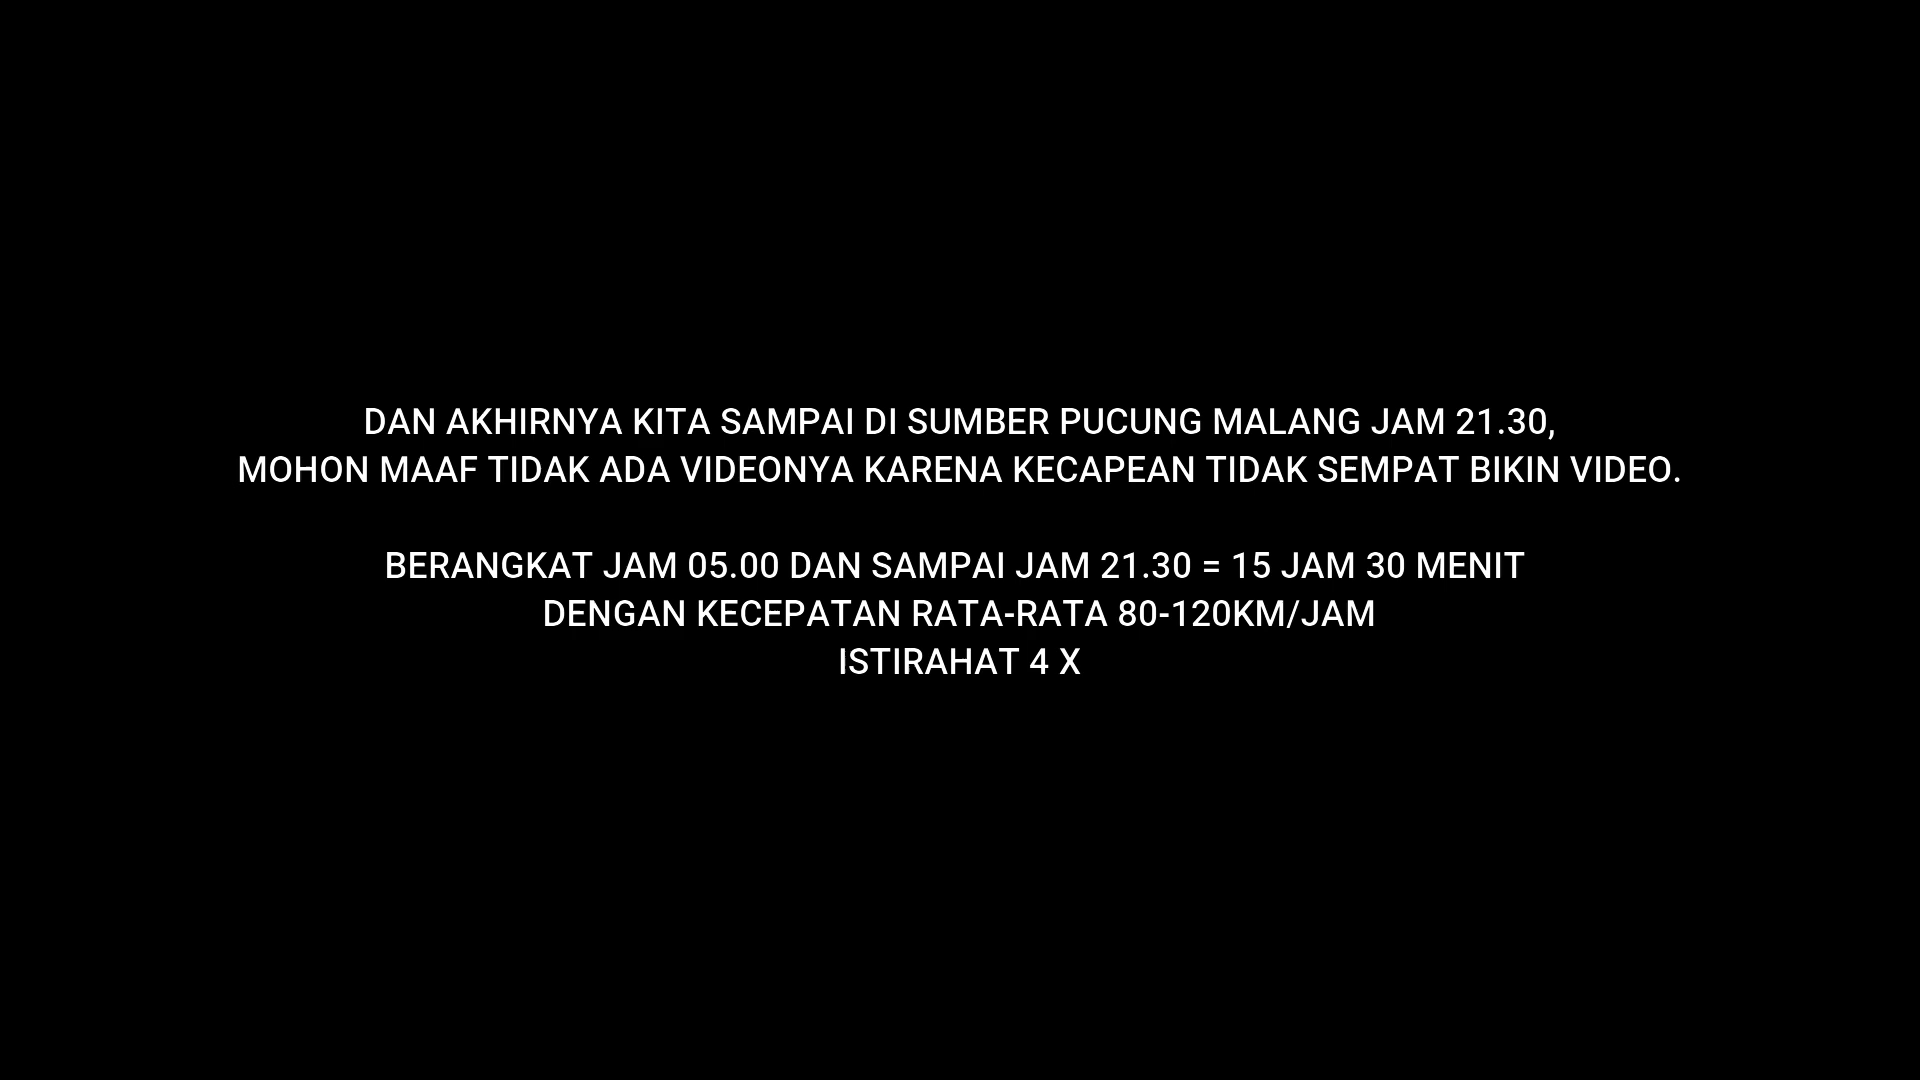 DAN AKHIRNYA KITA SAMPAI DI SUMBER PUCUNG MALANG JAM 21.30,
MOHON MAAF TIDAK ADA VIDEONYA KARENA KECAPEAN TIDAK SEMPAT BIKIN VIDEO.
BERANGKAT JAM 05.00 DAN SAMPAI JAM 21.30 = 15 JAM 30 MENIT
DENGAN KECEPATAN RATA-RATA 80-120KM/JAM
ISTIRAHAT 4 X